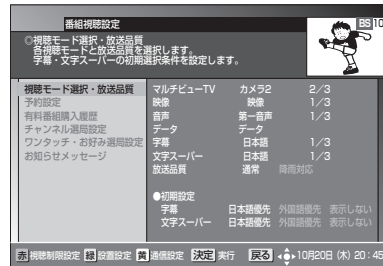 番組視聴設定
BS 10
◎視聴モード選択・放送品質
各視聴モードと放送品質を選択します。
字幕・文字スーパーの初期選択条件を設定します。
視聴モード選択・放送品質
予約設定
有料番組購入履歴
チャンネル選局設定
ワンタッチ・お好み選局設定
お知らせメッセージ
マルチビューTV カメラ2 2/3
映像 映像 1/3
音声 第一音声 1/3
データ データ
字幕 日本語 1/3
文字スーパー 日本語 1/3
放送品質 通常 降雨対応
●初期設定
字幕 日本語優先 外国語優先 表示しない
文字スーパー 日本語優先 外国語優先 表示しない
赤 視聴制限設定 緑 設置設定 黄 通信設定 決定 実行 戻る 10月20日 (木) 20:45